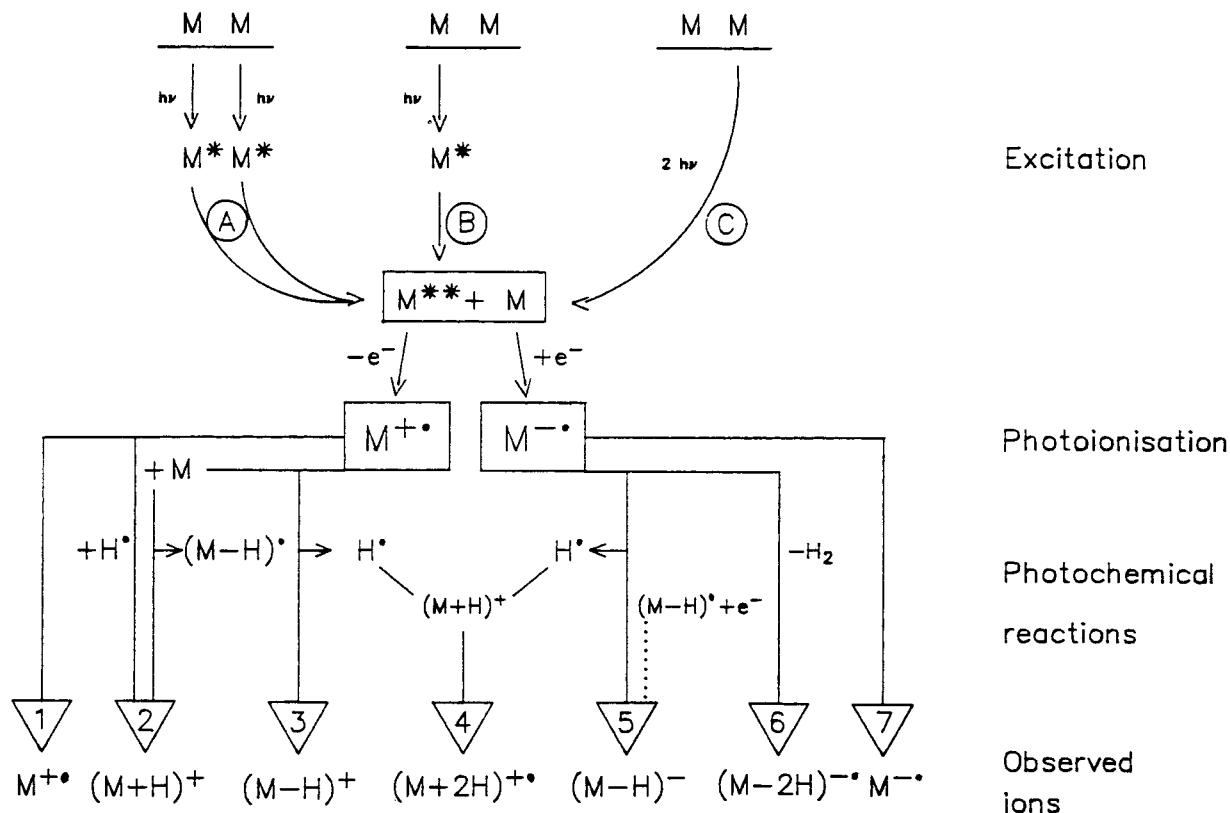 M M
M M
M M
hν
hν
hν
M* M*
M*
2 hν
Excitation
A
B
C
M** + M
−e⁻
+e⁻
M⁺•
M⁻•
Photoionisation
+ M
+H•
(M−H)•
H•
H•
−H₂
Photochemical
(M+H)⁺
(M−H)• +e⁻
reactions
1
2
3
4
5
6
7
M⁺•
(M+H)⁺
(M−H)⁺
(M+2H)⁺•
(M−H)⁻
(M−2H)⁻•
M⁻•
Observed
ions